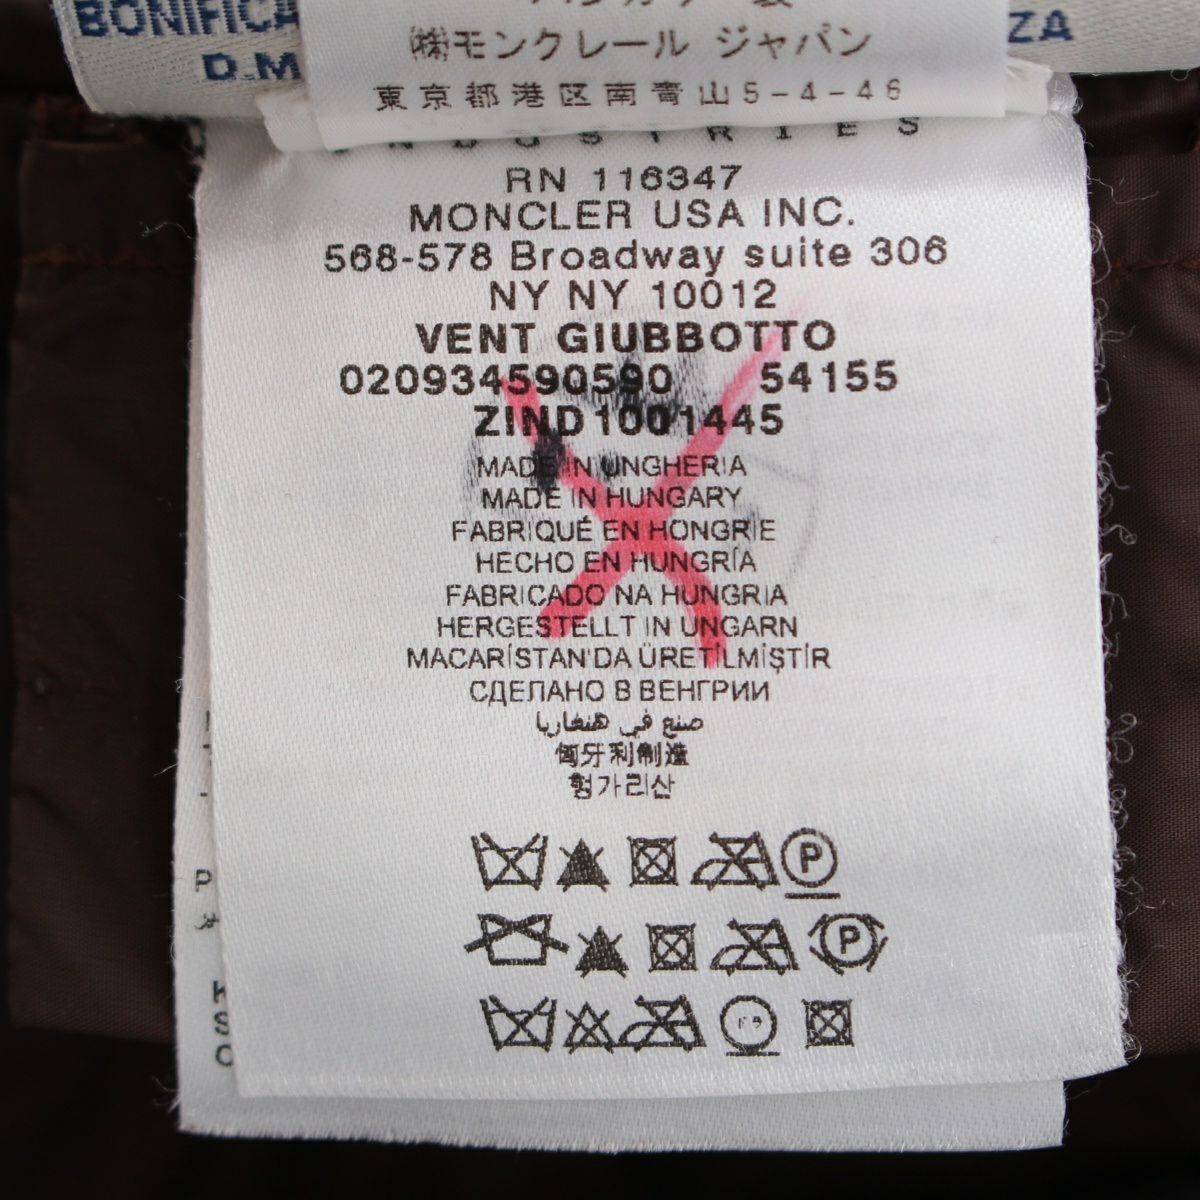 BONIFICA ZA
D.M
㈱モンクレール ジャパン
東京都港区南青山5-4-46
INDUSTRIES
RN 116347
MONCLER USA INC.
568-578 Broadway suite 306
NY NY 10012
VENT GIUBBOTTO
020934590590 54155
ZIND1001445
MADE IN UNGHERIA
MADE IN HUNGARY
FABRIQUÉ EN HONGRIE
HECHO EN HUNGRÍA
FABRICADO NA HUNGRIA
HERGESTELLT IN UNGARN
MACARİSTAN'DA ÜRETİLMİŞTİR
СДЕЛАНО В ВЕНГРИИ
صنع في هنغاريا
匈牙利制造
헝가리산
P
P